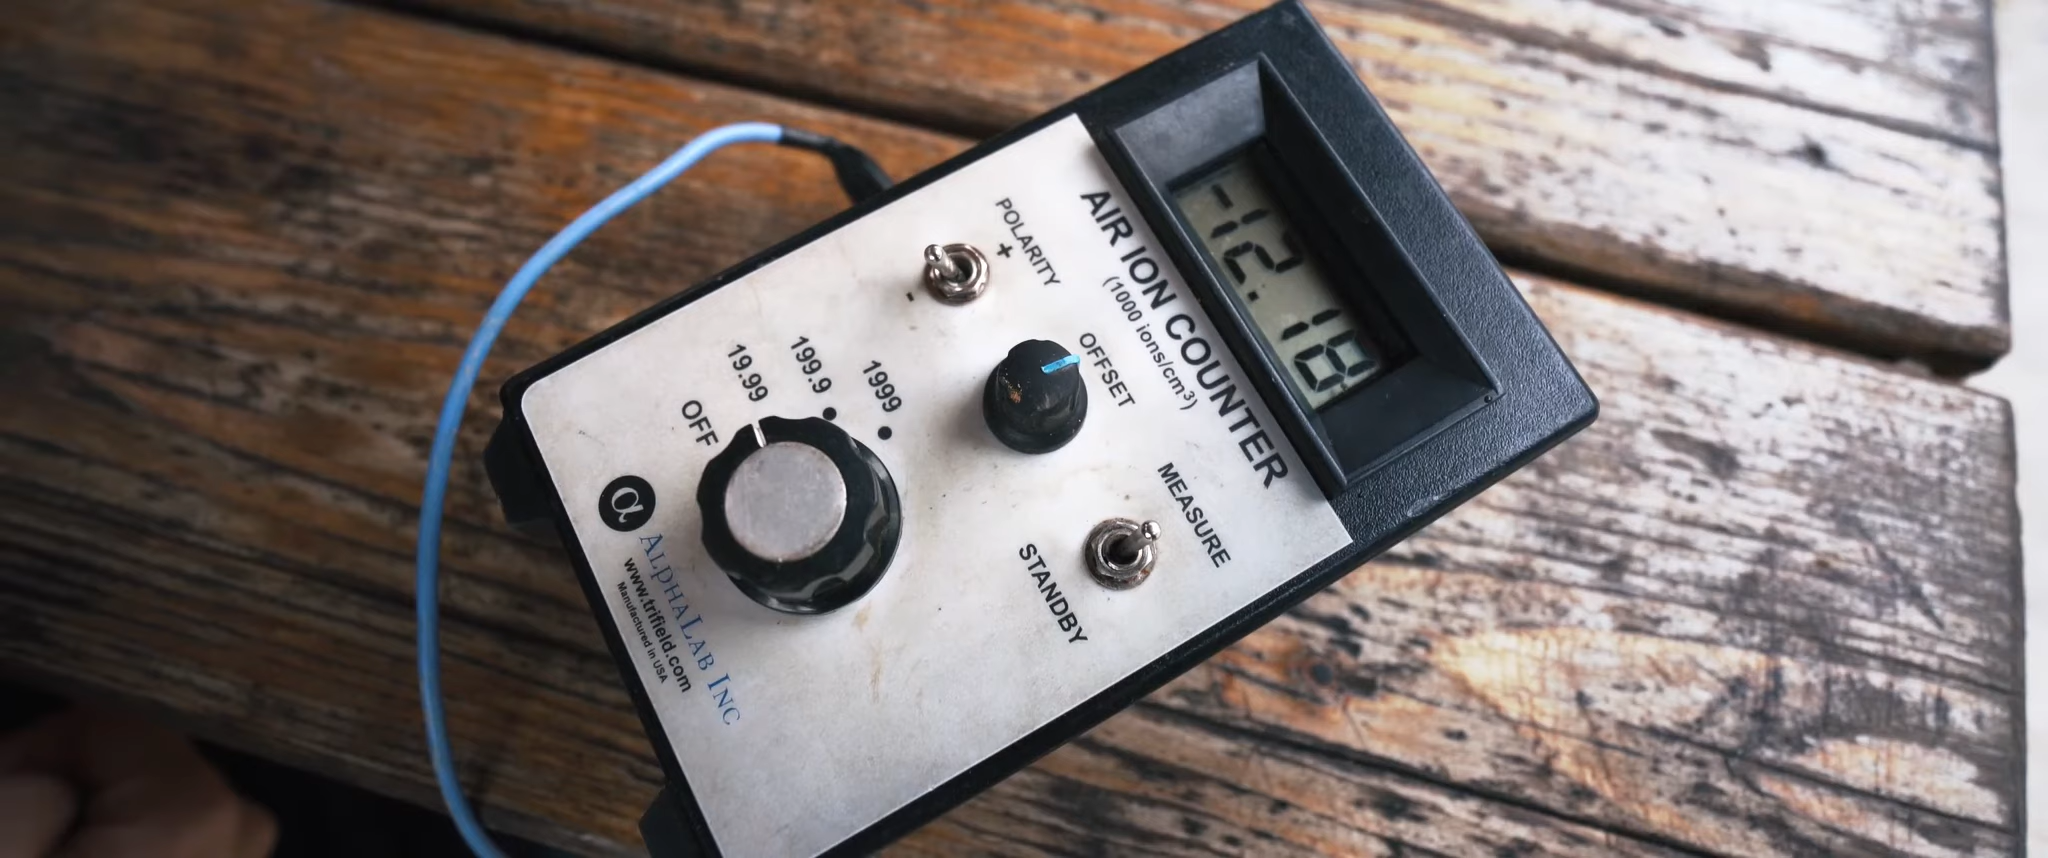 -12.18
AIR ION COUNTER
(1000 ions/cm³)
POLARITY
+
-
OFFSET
MEASURE
STANDBY
1999
199.9
19.99
OFF
α ALPHALAB INC
www.trifield.com
Manufactured in USA